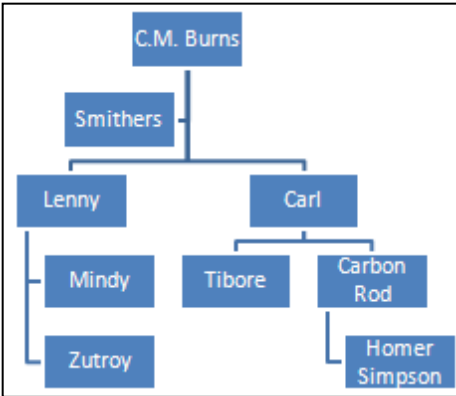 C.M. Burns
Smithers
Lenny
Carl
Mindy
Tibore
Carbon
Rod
Zutroy
Homer
Simpson